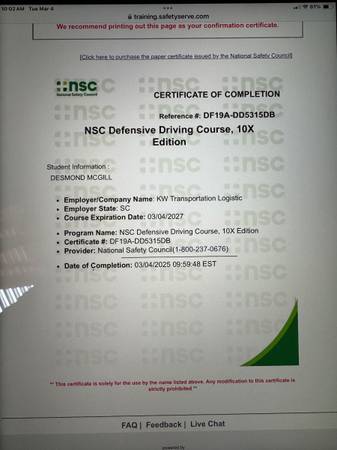 10:02 AM Tue Mar 4
81%
training.safetyserve.com
We recommend printing out this page as your confirmation certificate.
[Click here to purchase the paper certificate issued by the National Safety Council]
nsc
National Safety Council
CERTIFICATE OF COMPLETION
Reference #: DF19A-DD5315DB
NSC Defensive Driving Course, 10X
Edition
Student Information :
DESMOND MCGILL
• Employer/Company Name: KW Transportation Logistic
• Employer State: SC
• Course Expiration Date: 03/04/2027
• Program Name: NSC Defensive Driving Course, 10X Edition
• Certificate #: DF19A-DD5315DB
• Provider: National Safety Council(1-800-237-0676)
• Date of Completion: 03/04/2025 09:59:48 EST
** This certificate is solely for the use by the name listed above. Any modification to this certificate is
strictly prohibited **
FAQ | Feedback | Live Chat
powered by